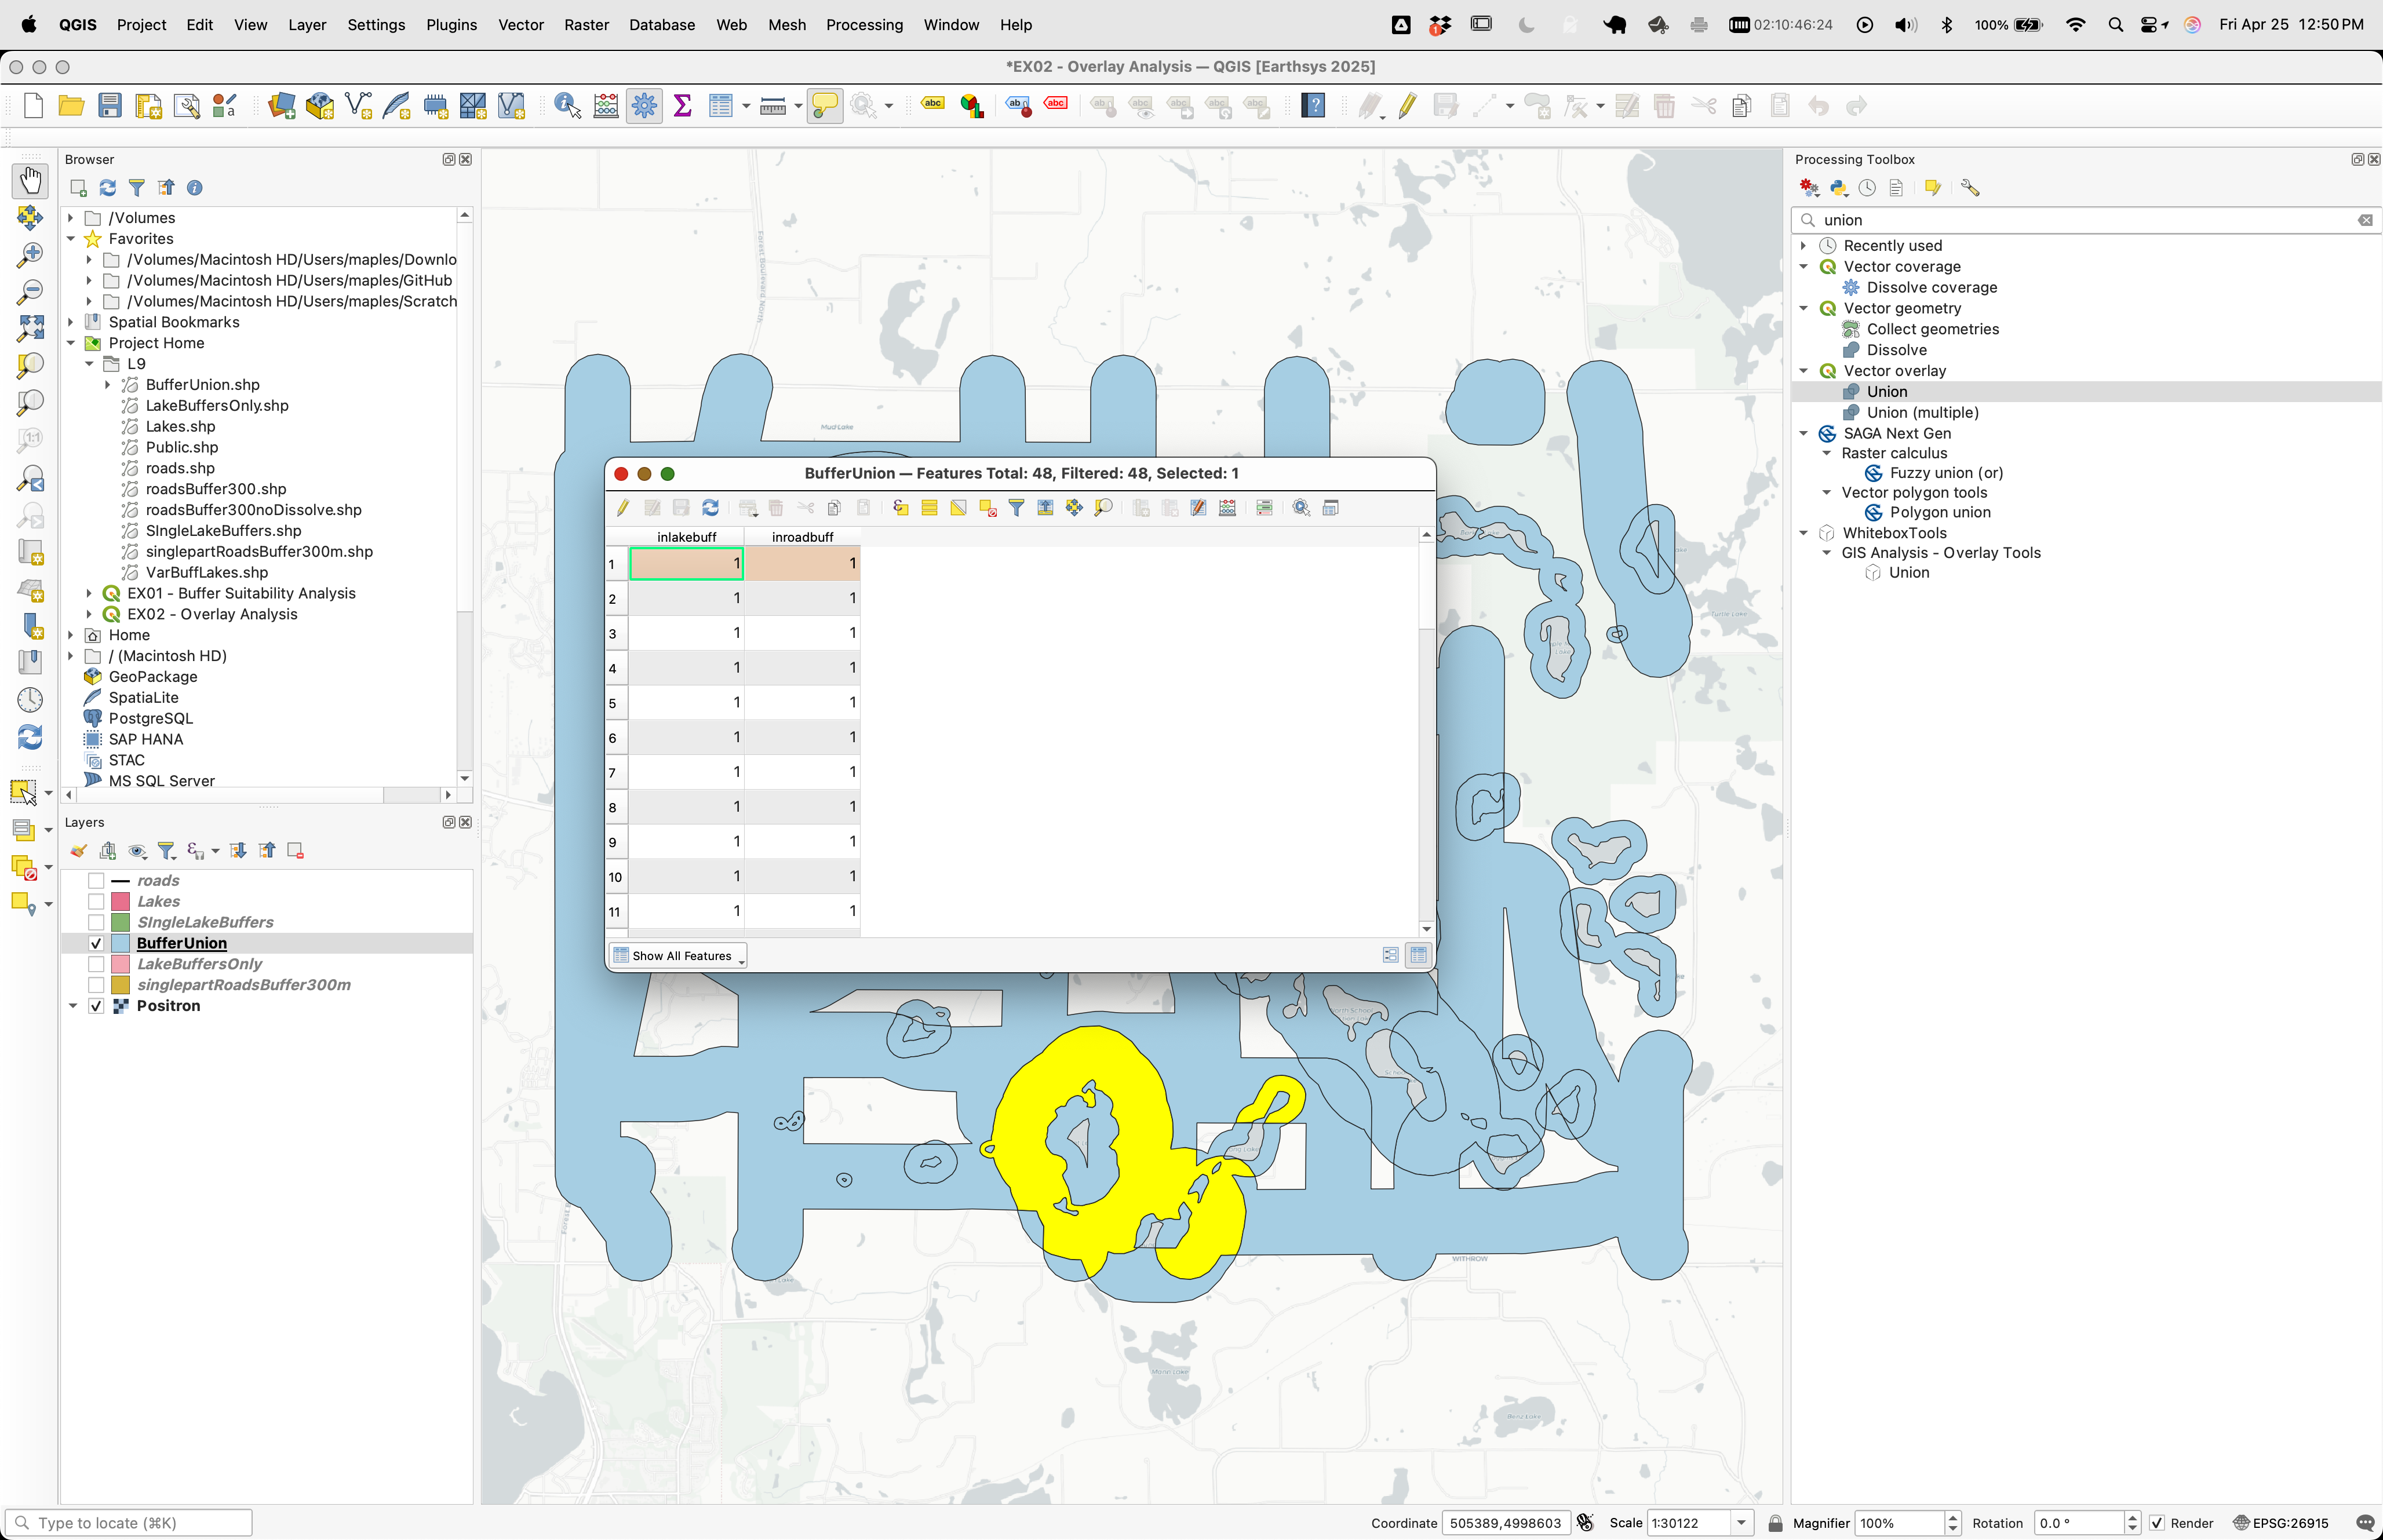 QGIS Project Edit View Layer Settings Plugins Vector Raster Database Web Mesh Processing Window Help
02:10:46:24 100% Fri Apr 25 12:50 PM
*EX02 - Overlay Analysis — QGIS [Earthsys 2025]
Browser
/Volumes
Favorites
/Volumes/Macintosh HD/Users/maples/Downlo
/Volumes/Macintosh HD/Users/maples/GitHub
/Volumes/Macintosh HD/Users/maples/Scratch
Spatial Bookmarks
Project Home
L9
BufferUnion.shp
LakeBuffersOnly.shp
Lakes.shp
Public.shp
roads.shp
roadsBuffer300.shp
roadsBuffer300noDissolve.shp
SIngleLakeBuffers.shp
singlepartRoadsBuffer300m.shp
VarBuffLakes.shp
EX01 - Buffer Suitability Analysis
EX02 - Overlay Analysis
Home
/ (Macintosh HD)
GeoPackage
SpatiaLite
PostgreSQL
SAP HANA
STAC
MS SQL Server
Layers
roads
Lakes
SIngleLakeBuffers
BufferUnion
LakeBuffersOnly
singlepartRoadsBuffer300m
Positron
Mud Lake
BufferUnion — Features Total: 48, Filtered: 48, Selected: 1
inlakebuff inroadbuff
1 1 1
2 1 1
3 1 1
4 1 1
5 1 1
6 1 1
7 1 1
8 1 1
9 1 1
10 1 1
11 1 1
Show All Features
Turtle Lake
North School
WITHROW
Mann Lake
Processing Toolbox
union
Recently used
Vector coverage
Dissolve coverage
Vector geometry
Collect geometries
Dissolve
Vector overlay
Union
Union (multiple)
SAGA Next Gen
Raster calculus
Fuzzy union (or)
Vector polygon tools
Polygon union
WhiteboxTools
GIS Analysis - Overlay Tools
Union
Type to locate (⌘K)
Coordinate 505389,4998603 Scale 1:30122 Magnifier 100% Rotation 0.0 ° Render EPSG:26915